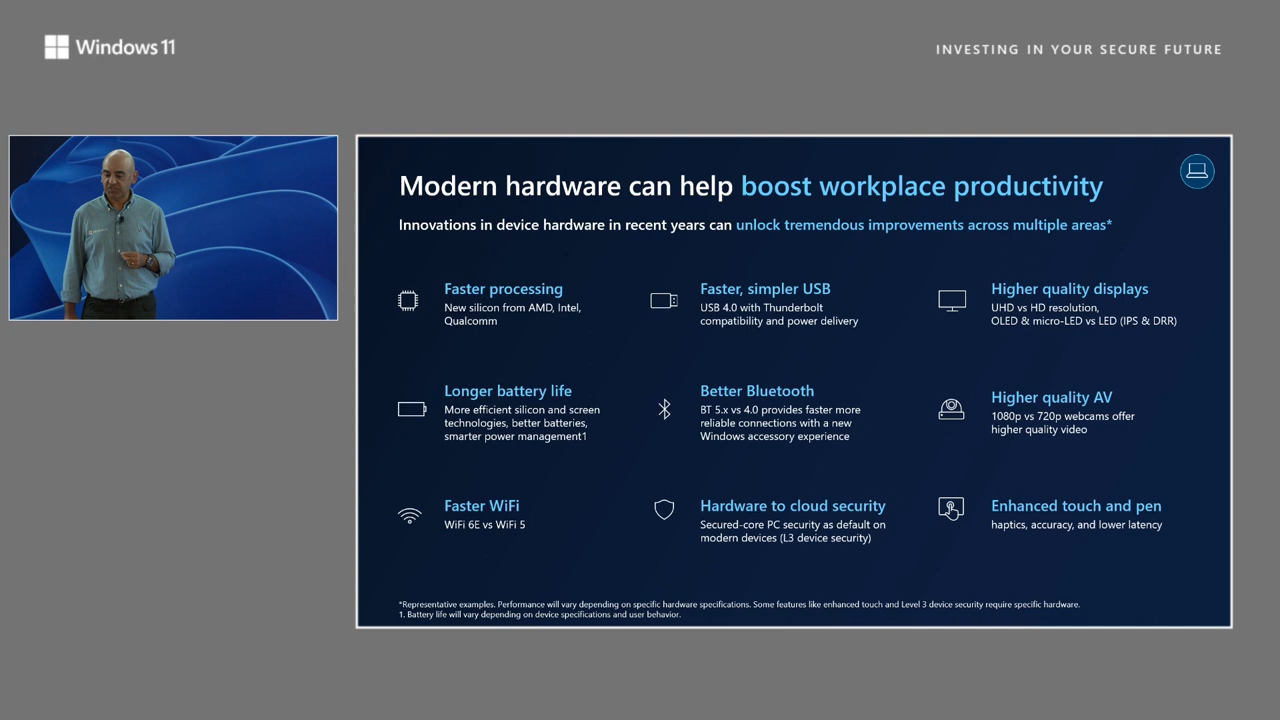 Windows 11
INVESTING IN YOUR SECURE FUTURE
Modern hardware can help boost workplace productivity
Innovations in device hardware in recent years can unlock tremendous improvements across multiple areas*
Faster processing
New silicon from AMD, Intel,
Qualcomm
Faster, simpler USB
USB 4.0 with Thunderbolt
compatibility and power delivery
Higher quality displays
UHD vs HD resolution,
OLED & micro-LED vs LED (IPS & DRR)
Longer battery life
More efficient silicon and screen
technologies, better batteries,
smarter power management1
Better Bluetooth
BT 5.x vs 4.0 provides faster more
reliable connections with a new
Windows accessory experience
Higher quality AV
1080p vs 720p webcams offer
higher quality video
Faster WiFi
WiFi 6E vs WiFi 5
Hardware to cloud security
Secured-core PC security as default on
modern devices (L3 device security)
Enhanced touch and pen
haptics, accuracy, and lower latency
*Representative examples. Performance will vary depending on specific hardware specifications. Some features like enhanced touch and Level 3 device security require specific hardware.
1. Battery life will vary depending on device specifications and user behavior.